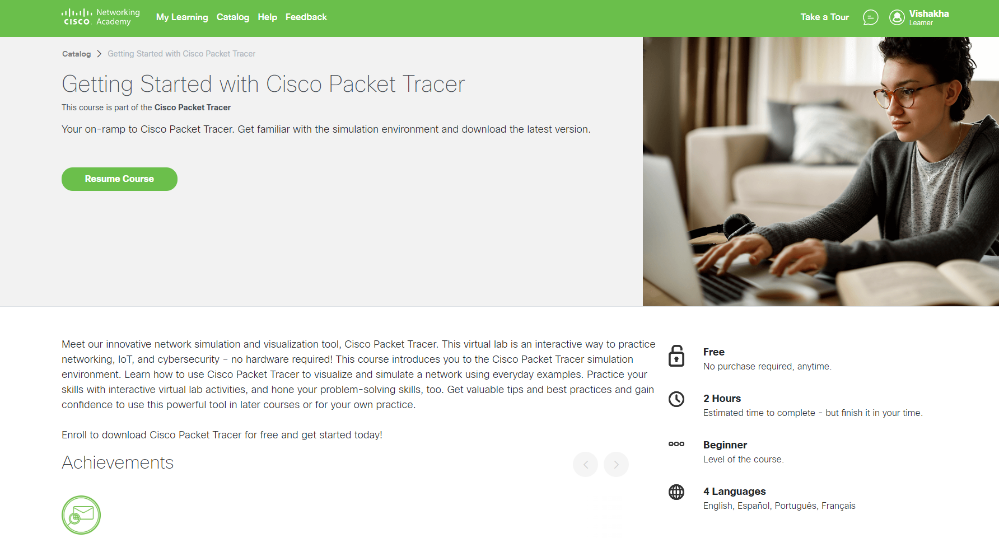 Networking
CISCO Academy
My Learning Catalog Help Feedback
Take a Tour
Vishakha
Learner
Catalog Getting Started with Cisco Packet Tracer
Getting Started with Cisco Packet Tracer
This course is part of the Cisco Packet Tracer
Your on-ramp to Cisco Packet Tracer. Get familiar with the simulation environment and download the latest version.
Resume Course
Meet our innovative network simulation and visualization tool, Cisco Packet Tracer. This virtual lab is an interactive way to practice
networking, IoT, and cybersecurity – no hardware required! This course introduces you to the Cisco Packet Tracer simulation
environment. Learn how to use Cisco Packet Tracer to visualize and simulate a network using everyday examples. Practice your
skills with interactive virtual lab activities, and hone your problem-solving skills, too. Get valuable tips and best practices and gain
confidence to use this powerful tool in later courses or for your own practice.
Enroll to download Cisco Packet Tracer for free and get started today!
Achievements
Free
No purchase required, anytime.
2 Hours
Estimated time to complete - but finish it in your time.
Beginner
Level of the course.
4 Languages
English, Español, Português, Français